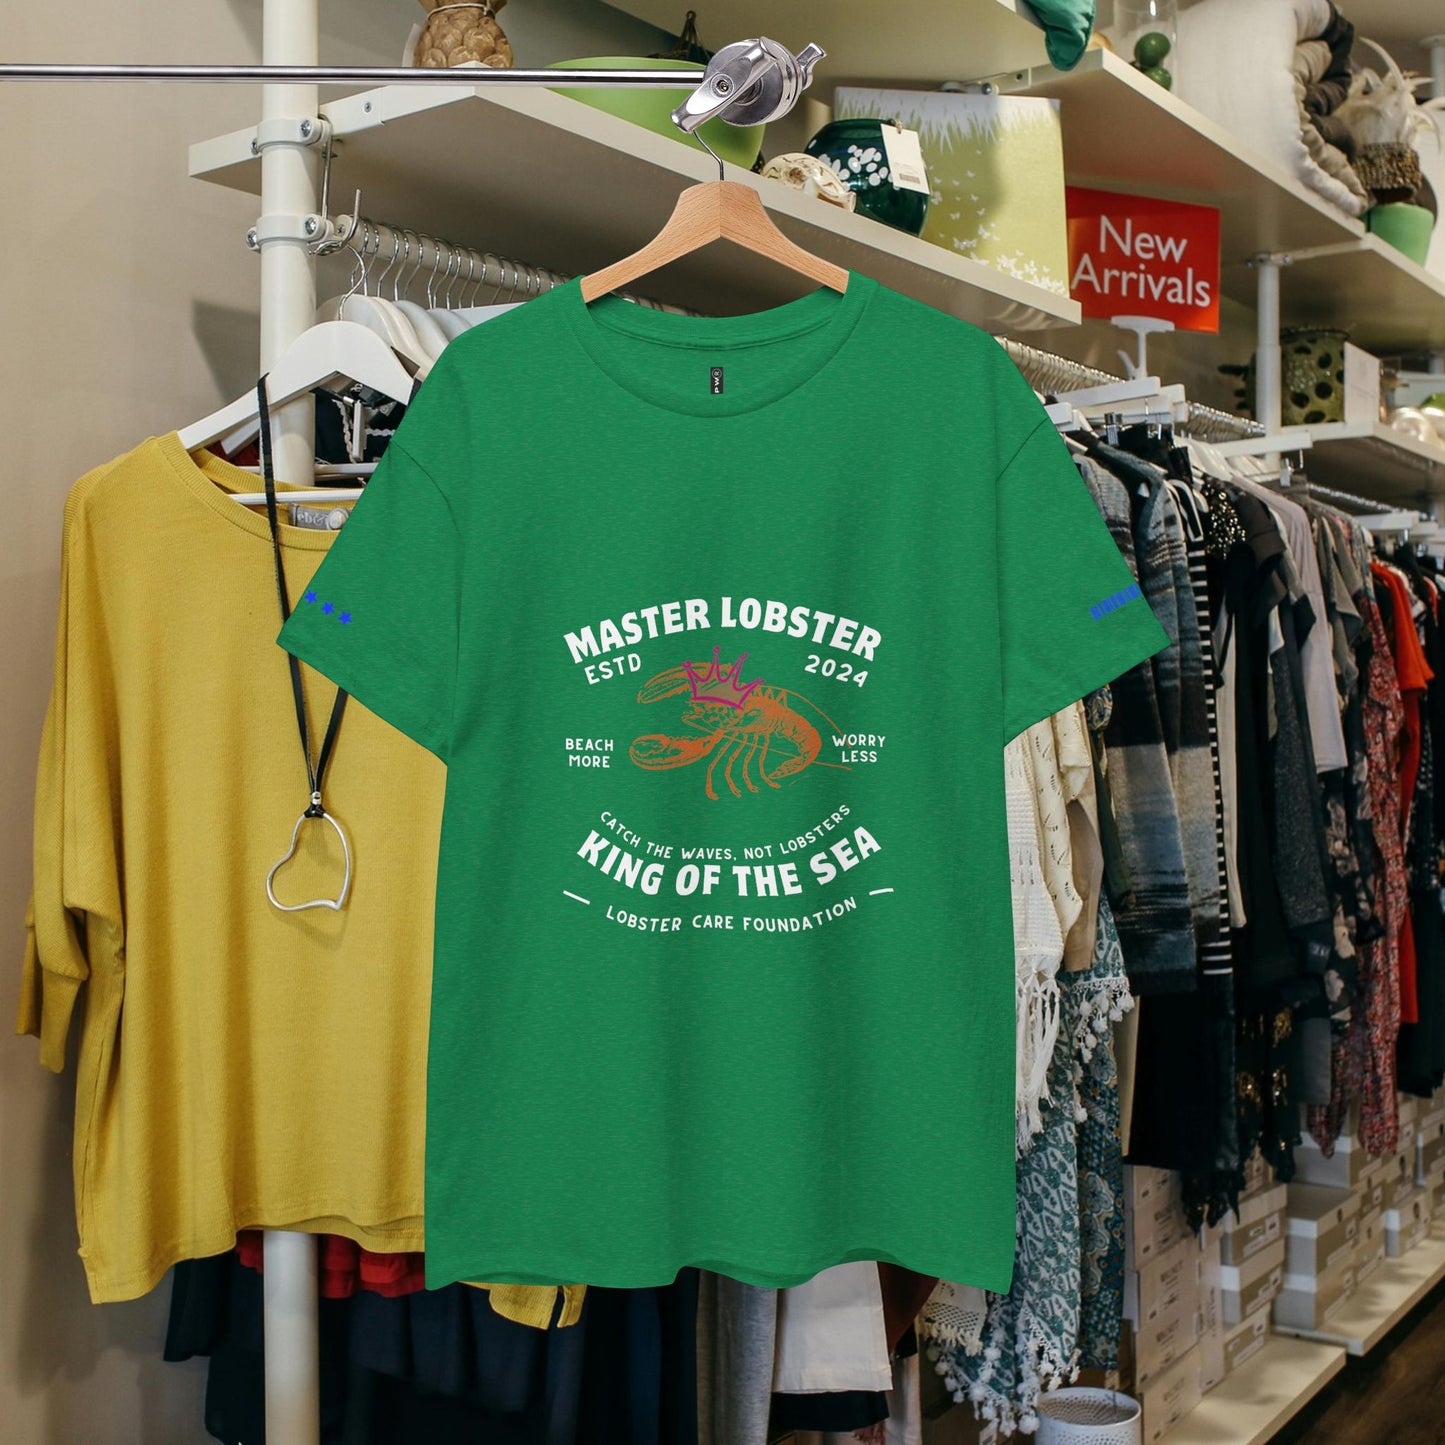 New
Arrivals
PWR
MASTER LOBSTER
ESTD 2024
BEACH
MORE
WORRY
LESS
CATCH THE WAVES, NOT LOBSTERS
KING OF THE SEA
LOBSTER CARE FOUNDATION